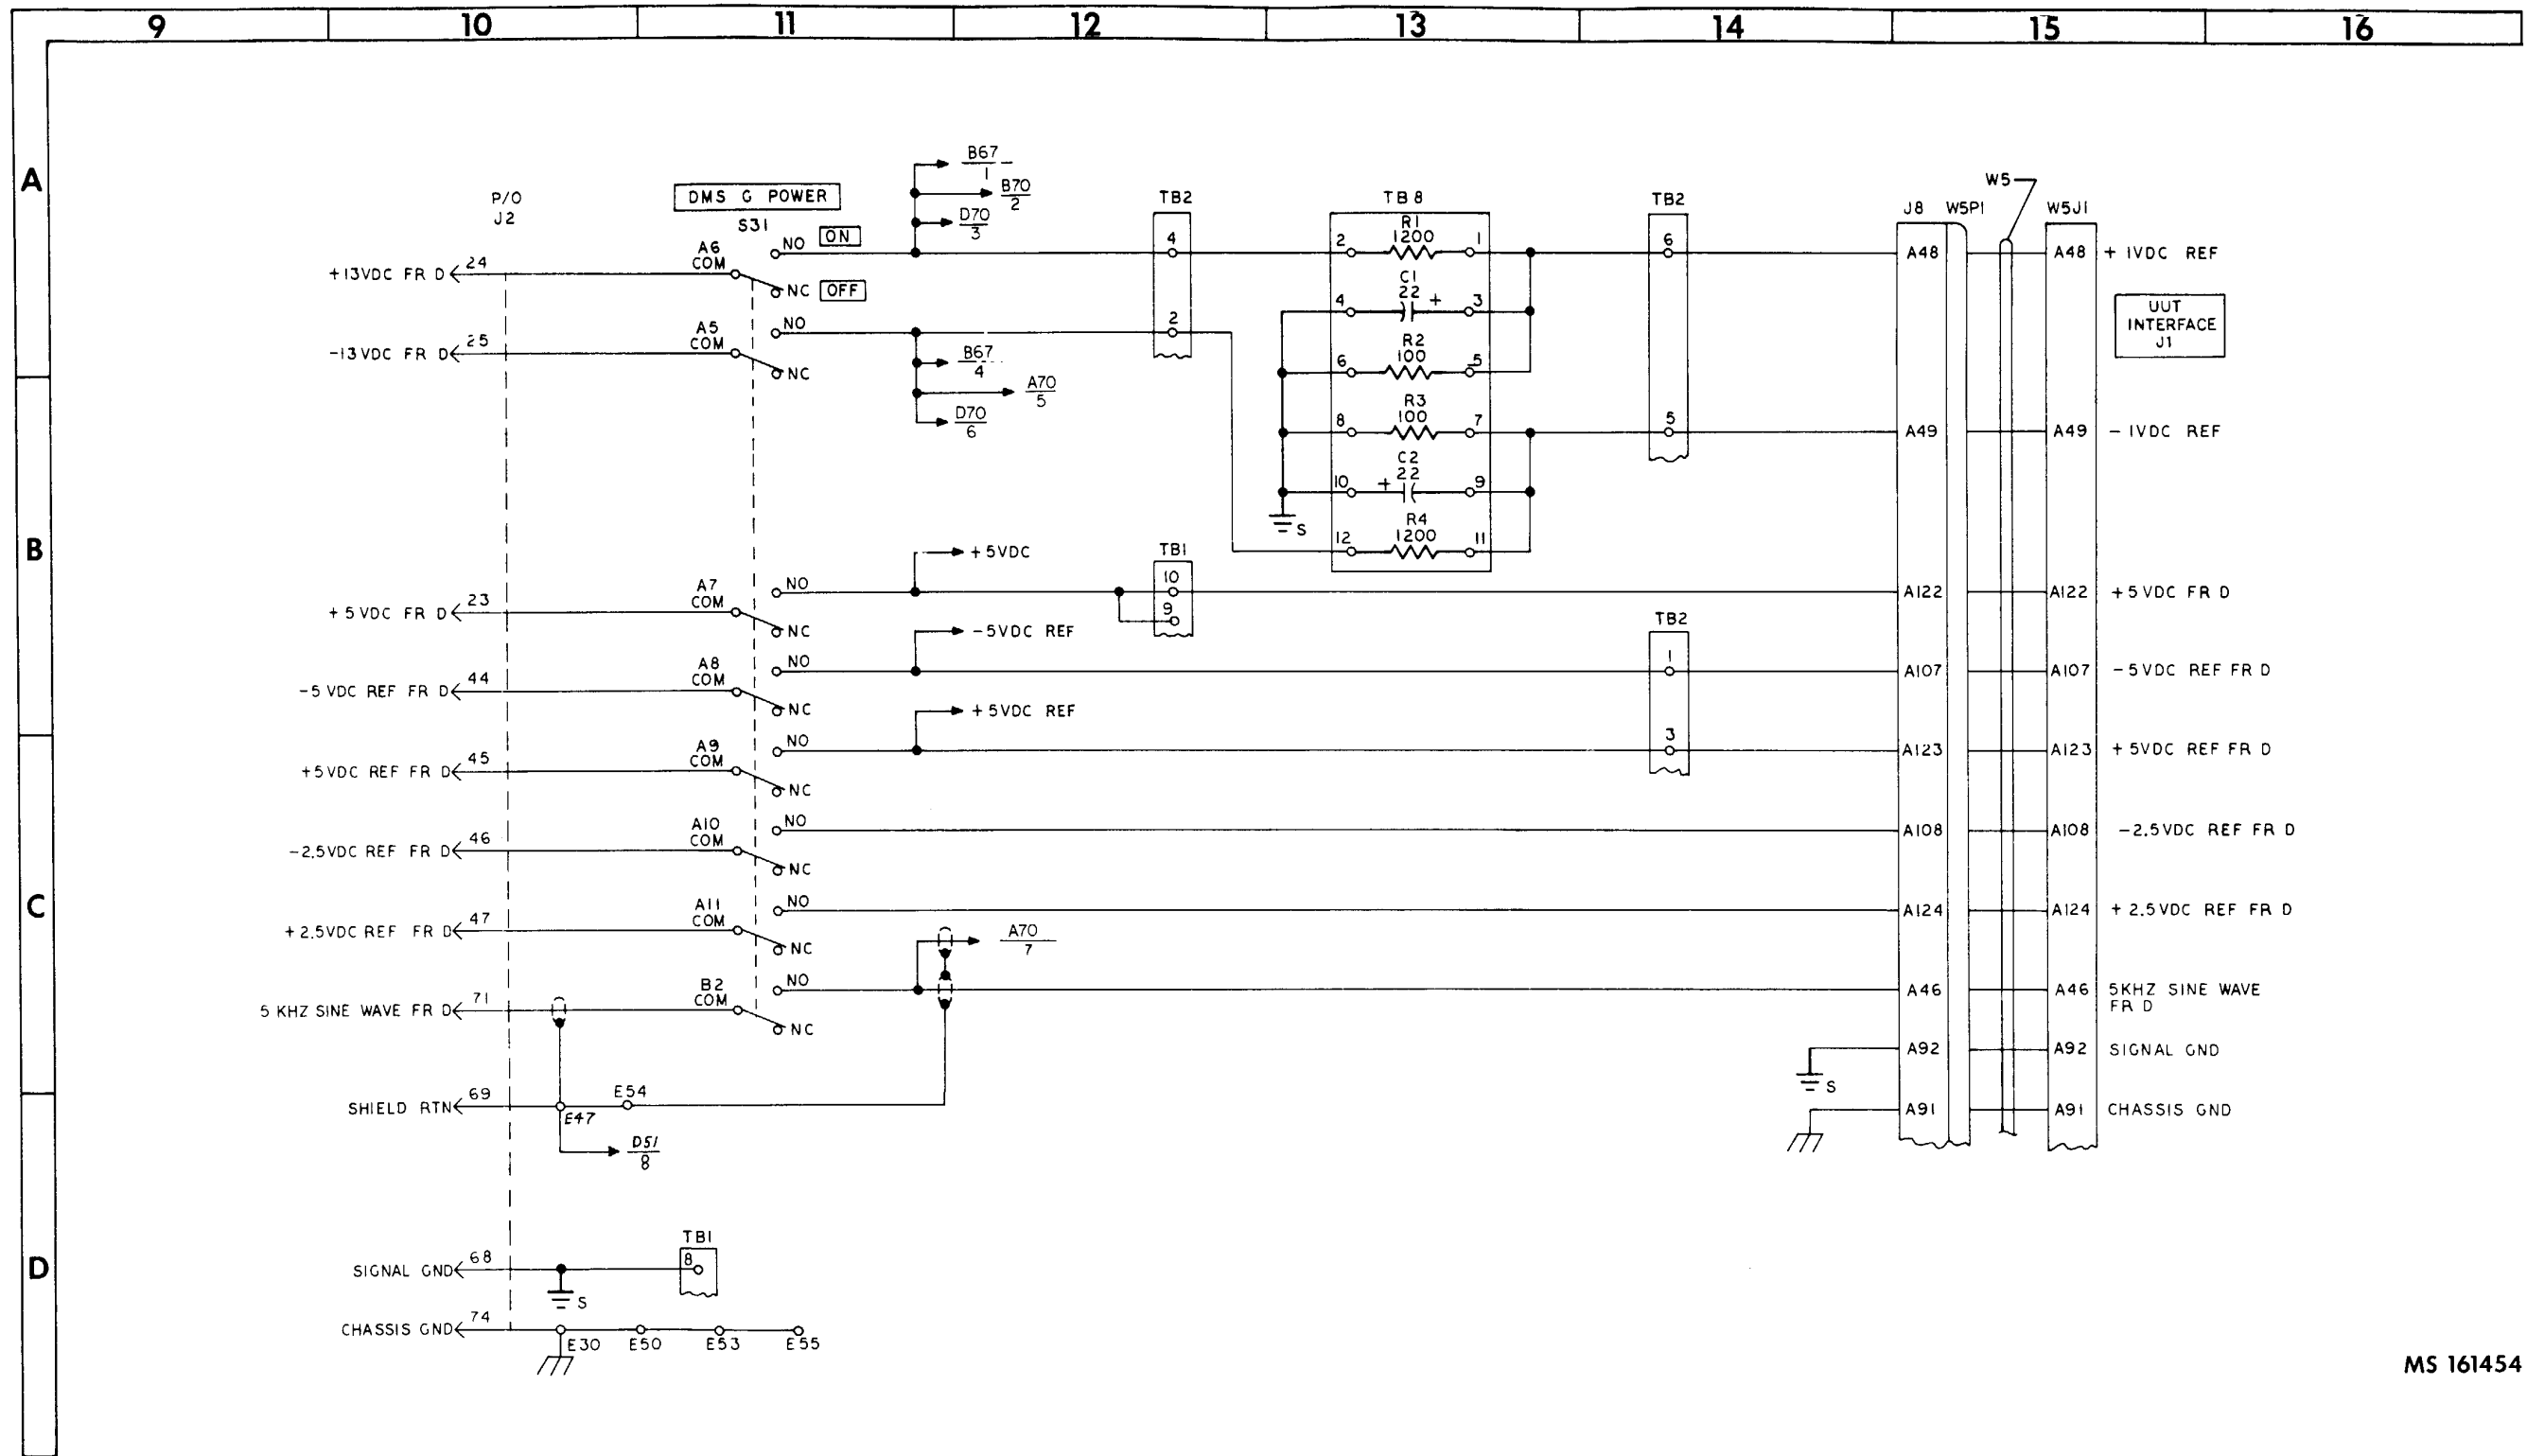 9 10 11 12 13 14 15 16
A
B
C
D
P/O
J2
DMS G POWER
S31
B67
1
B70
2
D70
3
TB2
TB 8
TB2
W5
J8 W5P1 W5J1
+13VDC FR D 24
A6
COM
NO ON
NC OFF
4
2 R1 1
1200
6
A48 A48 + 1VDC REF
UUT
INTERFACE
J1
-13VDC FR D 25
A5
COM
NO
NC
2
4 C1 3
22 +
B67
4
A70
5
D70
6
6 R2 5
100
8 R3 7
100
5
A49 A49 - 1VDC REF
10 C2 9
+ 22
S
12 R4 11
1200
+ 5VDC
TB1
10
9
+ 5VDC FR D 23
A7
COM
NO
NC
A122 A122 + 5VDC FR D
TB2
-5VDC REF
-5 VDC REF FR D 44
A8
COM
NO
NC
1
A107 A107 - 5VDC REF FR D
+ 5VDC REF
+5VDC REF FR D 45
A9
COM
NO
NC
3
A123 A123 + 5VDC REF FR D
-2.5VDC REF FR D 46
A10
COM
NO
NC
A108 A108 -2.5VDC REF FR D
+ 2.5VDC REF FR D 47
A11
COM
NO
NC
A124 A124 + 2.5VDC REF FR D
A70
7
5 KHZ SINE WAVE FR D 71
B2
COM
NO
NC
A46 A46 5KHZ SINE WAVE
FR D
S
A92 A92 SIGNAL GND
SHIELD RTN 69
E47
E54
A91 A91 CHASSIS GND
D51
8
TB1
SIGNAL GND 68
S
8
CHASSIS GND 74
E30 E50 E53 E55
MS 161454